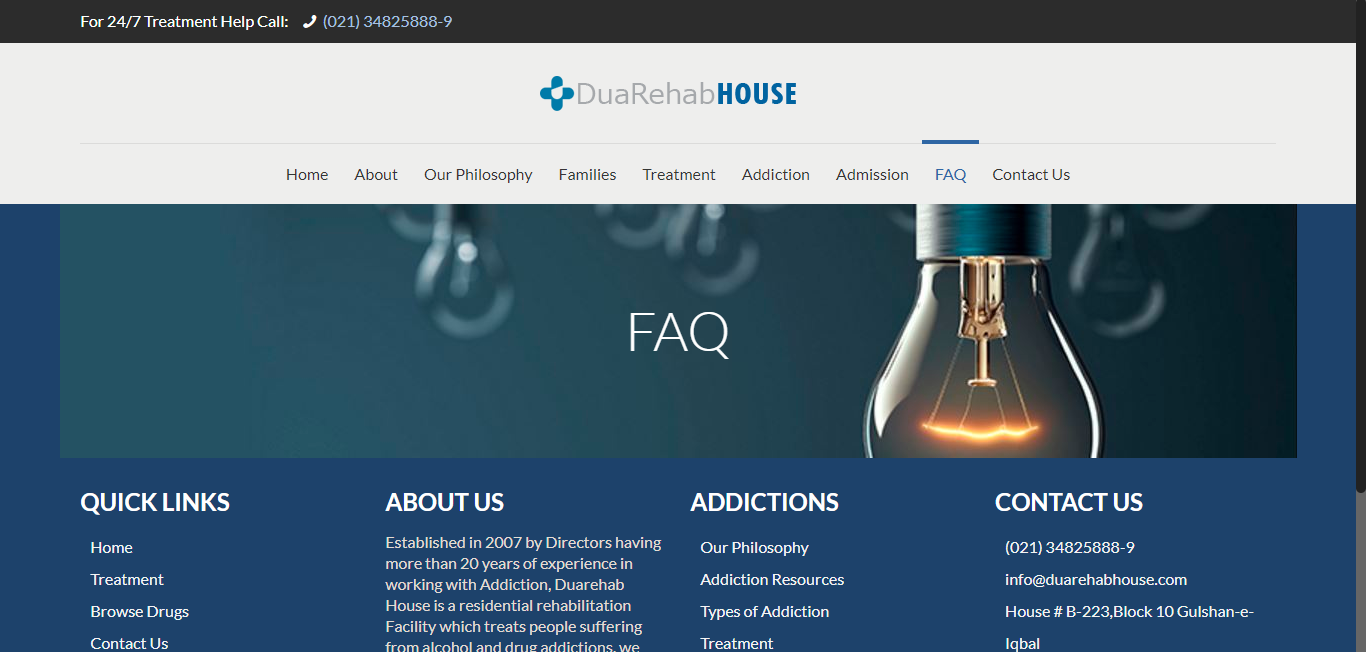 For 24/7 Treatment Help Call: (021) 34825888-9
DuaRehabHOUSE
Home About Our Philosophy Families Treatment Addiction Admission FAQ Contact Us
FAQ
QUICK LINKS
Home
Treatment
Browse Drugs
Contact Us
ABOUT US
Established in 2007 by Directors having
more than 20 years of experience in
working with Addiction, Duarehab
House is a residential rehabilitation
Facility which treats people suffering
from alcohol and drug addictions. we
ADDICTIONS
Our Philosophy
Addiction Resources
Types of Addiction
Treatment
CONTACT US
(021) 34825888-9
info@duarehabhouse.com
House # B-223,Block 10 Gulshan-e-
Iqbal